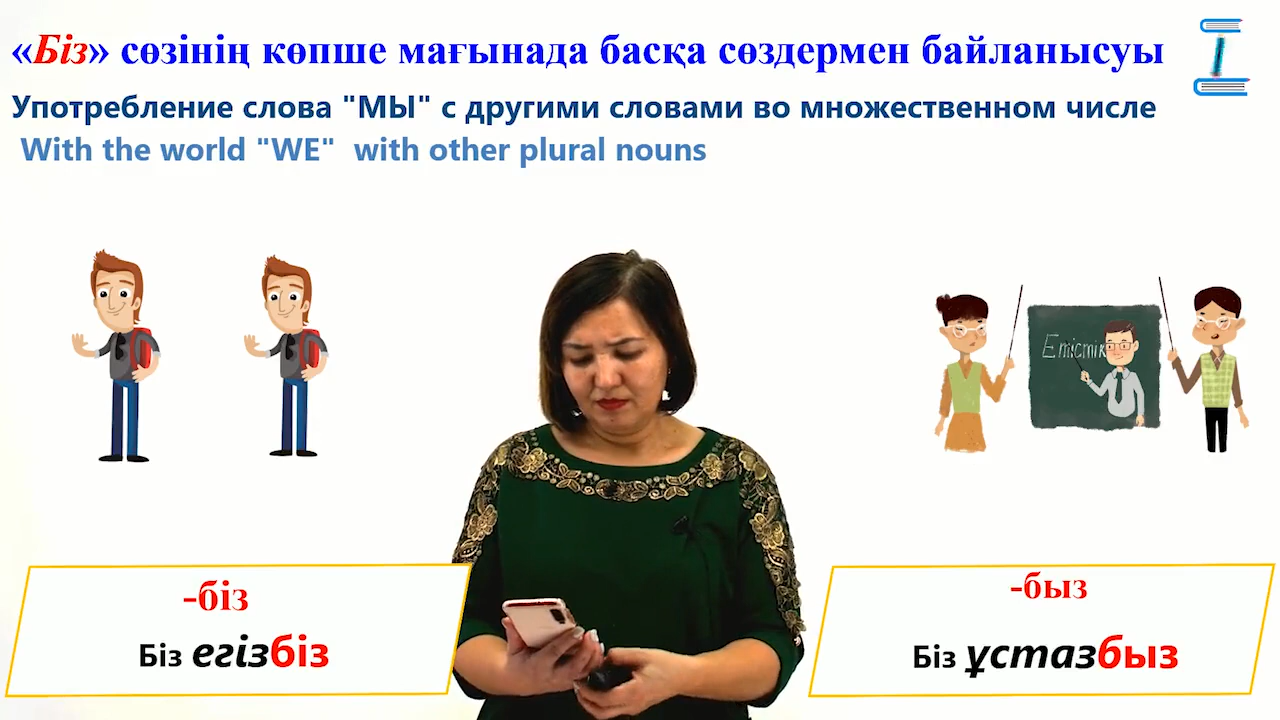 «Біз» сөзінің көпше мағынада басқа сөздермен байланысуы
Употребление слова "МЫ" с другими словами во множественном числе
With the world "WE" with other plural nouns
Етістік
-біз
Біз егізбіз
-быз
Біз ұстазбыз